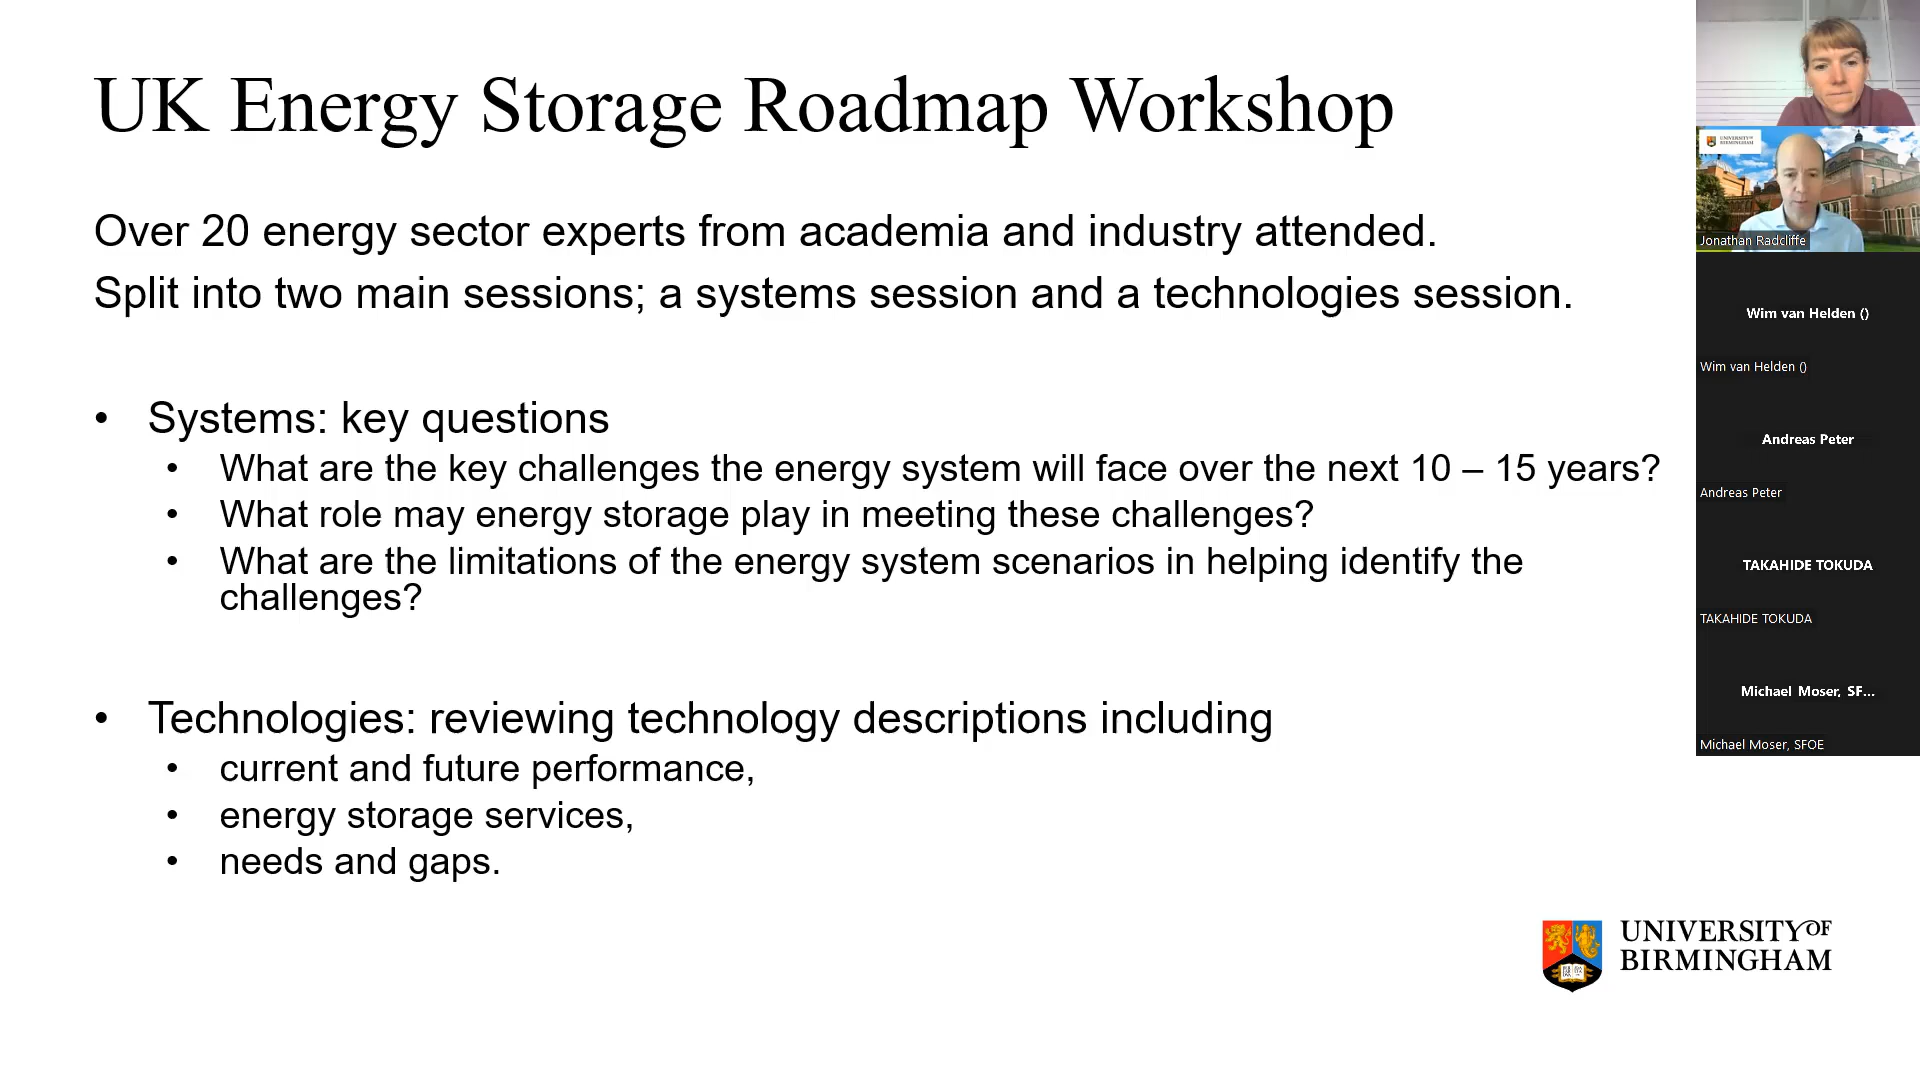 UK Energy Storage Roadmap Workshop
Over 20 energy sector experts from academia and industry attended.
Split into two main sessions; a systems session and a technologies session.
• Systems: key questions
• What are the key challenges the energy system will face over the next 10 – 15 years?
• What role may energy storage play in meeting these challenges?
• What are the limitations of the energy system scenarios in helping identify the
challenges?
• Technologies: reviewing technology descriptions including
• current and future performance,
• energy storage services,
• needs and gaps.
UNIVERSITY OF
BIRMINGHAM
UNIVERSITY OF
BIRMINGHAM
Jonathan Radcliffe
Wim van Helden ()
Wim van Helden ()
Andreas Peter
Andreas Peter
TAKAHIDE TOKUDA
TAKAHIDE TOKUDA
Michael Moser, SF...
Michael Moser, SFOE